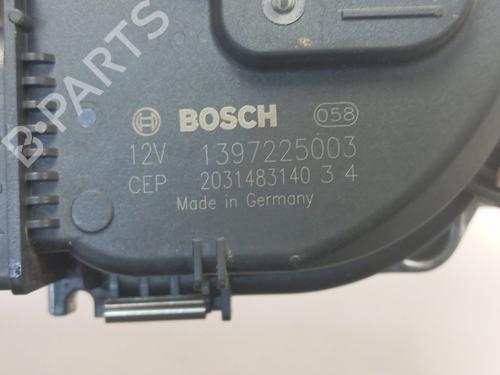 BOSCH 058
12V 1397225003
CEP 2031483140 3 4
Made in Germany
B-PARTS